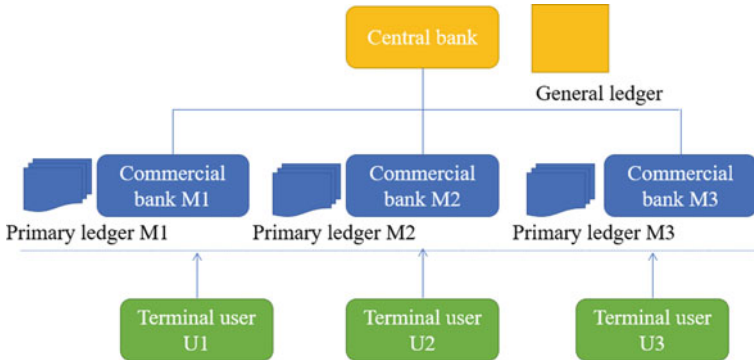 Central bank
General ledger
Commercial
bank M1
Commercial
bank M2
Commercial
bank M3
Primary ledger M1
Primary ledger M2
Primary ledger M3
Terminal user
U1
Terminal user
U2
Terminal user
U3